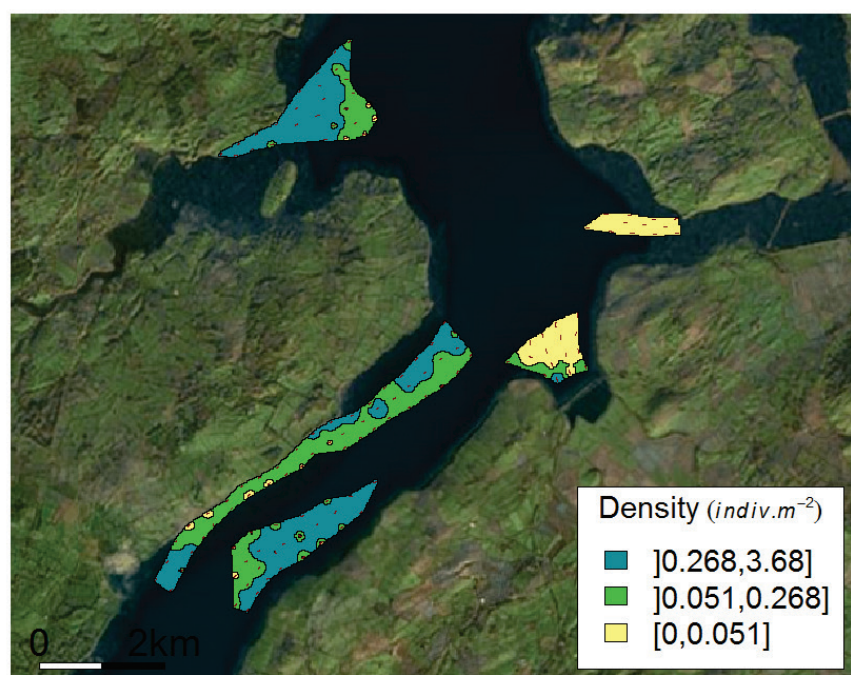 Density (indiv.m⁻²)
]0.268,3.68]
]0.051,0.268]
[0,0.051]
0 2km